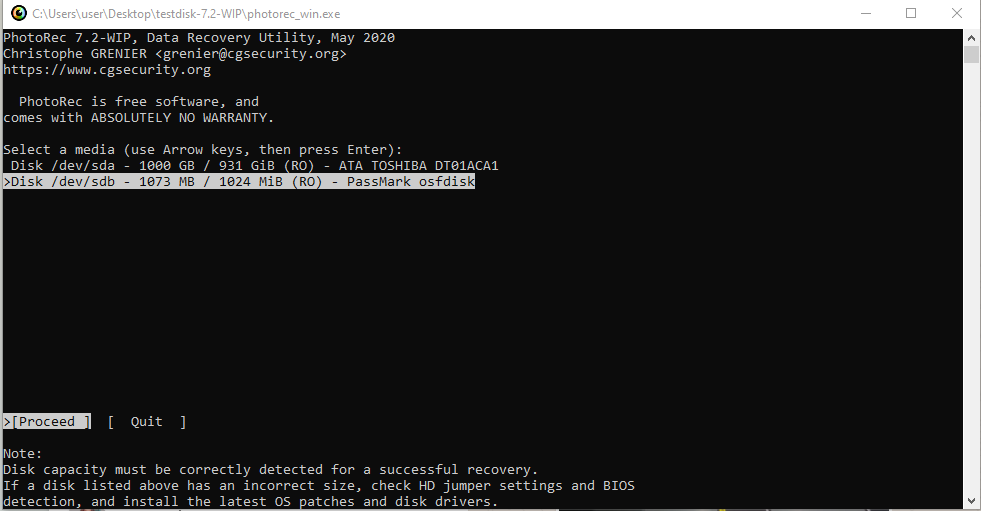 C:\Users\user\Desktop\testdisk-7.2-WIP\photorec_win.exe
PhotoRec 7.2-WIP, Data Recovery Utility, May 2020
Christophe GRENIER <grenier@cgsecurity.org>
https://www.cgsecurity.org
PhotoRec is free software, and
comes with ABSOLUTELY NO WARRANTY.
Select a media (use Arrow keys, then press Enter):
Disk /dev/sda - 1000 GB / 931 GiB (RO) - ATA TOSHIBA DT01ACA1
>Disk /dev/sdb - 1073 MB / 1024 MiB (RO) - PassMark osfdisk
>[Proceed ]  [  Quit  ]
Note:
Disk capacity must be correctly detected for a successful recovery.
If a disk listed above has an incorrect size, check HD jumper settings and BIOS
detection, and install the latest OS patches and disk drivers.